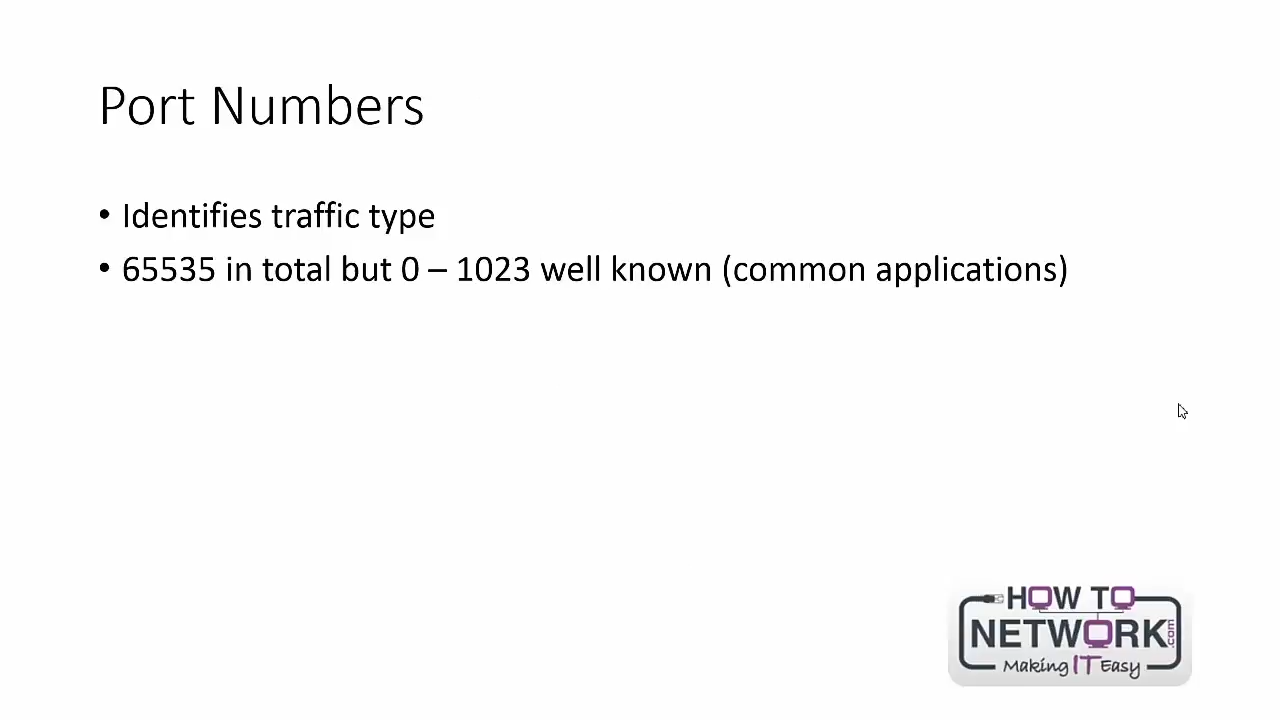 Port Numbers
• Identifies traffic type
• 65535 in total but 0 – 1023 well known (common applications)
HOW TO
NETWORK.com
Making IT Easy